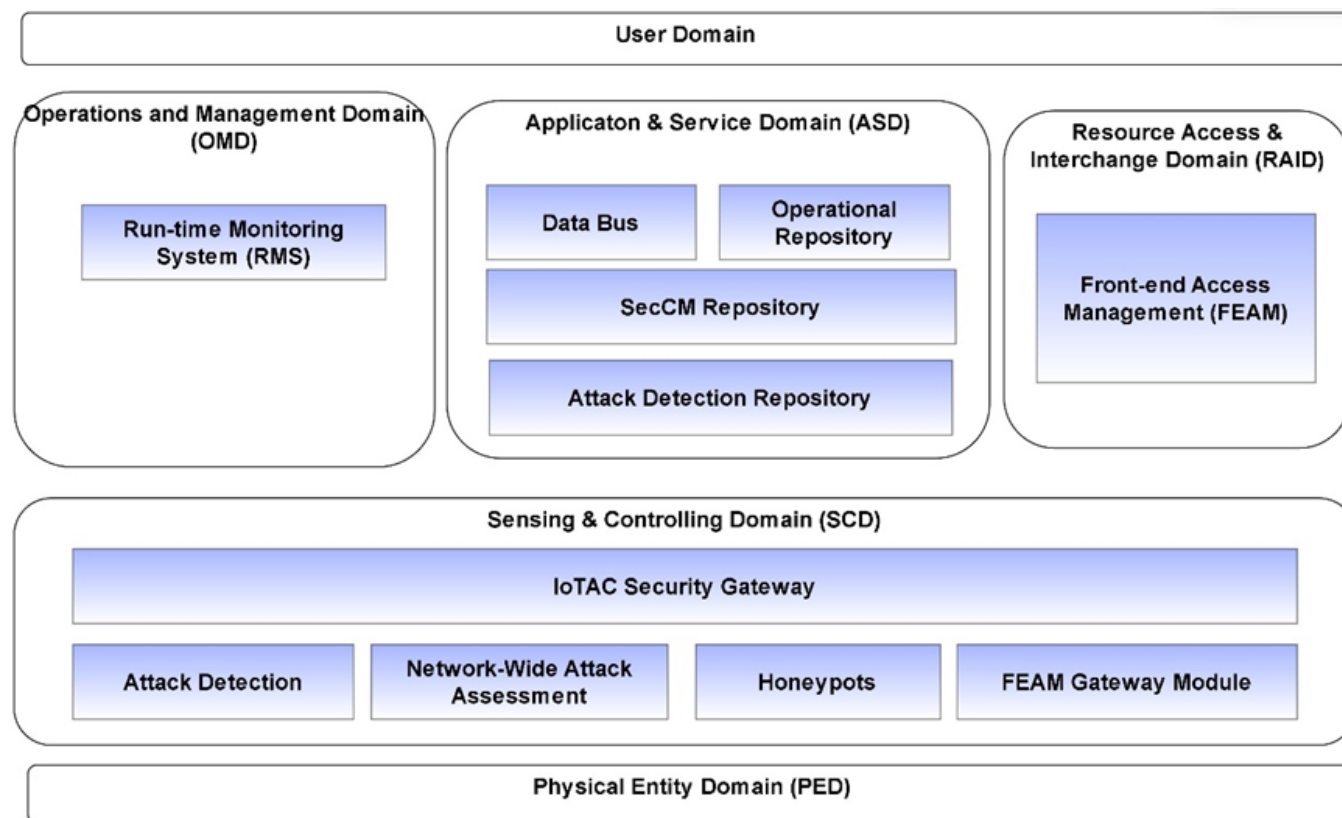 User Domain
Operations and Management Domain
(OMD)
Run-time Monitoring
System (RMS)
Applicaton & Service Domain (ASD)
Data Bus
Operational
Repository
SecCM Repository
Attack Detection Repository
Resource Access &
Interchange Domain (RAID)
Front-end Access
Management (FEAM)
Sensing & Controlling Domain (SCD)
IoTAC Security Gateway
Attack Detection
Network-Wide Attack
Assessment
Honeypots
FEAM Gateway Module
Physical Entity Domain (PED)